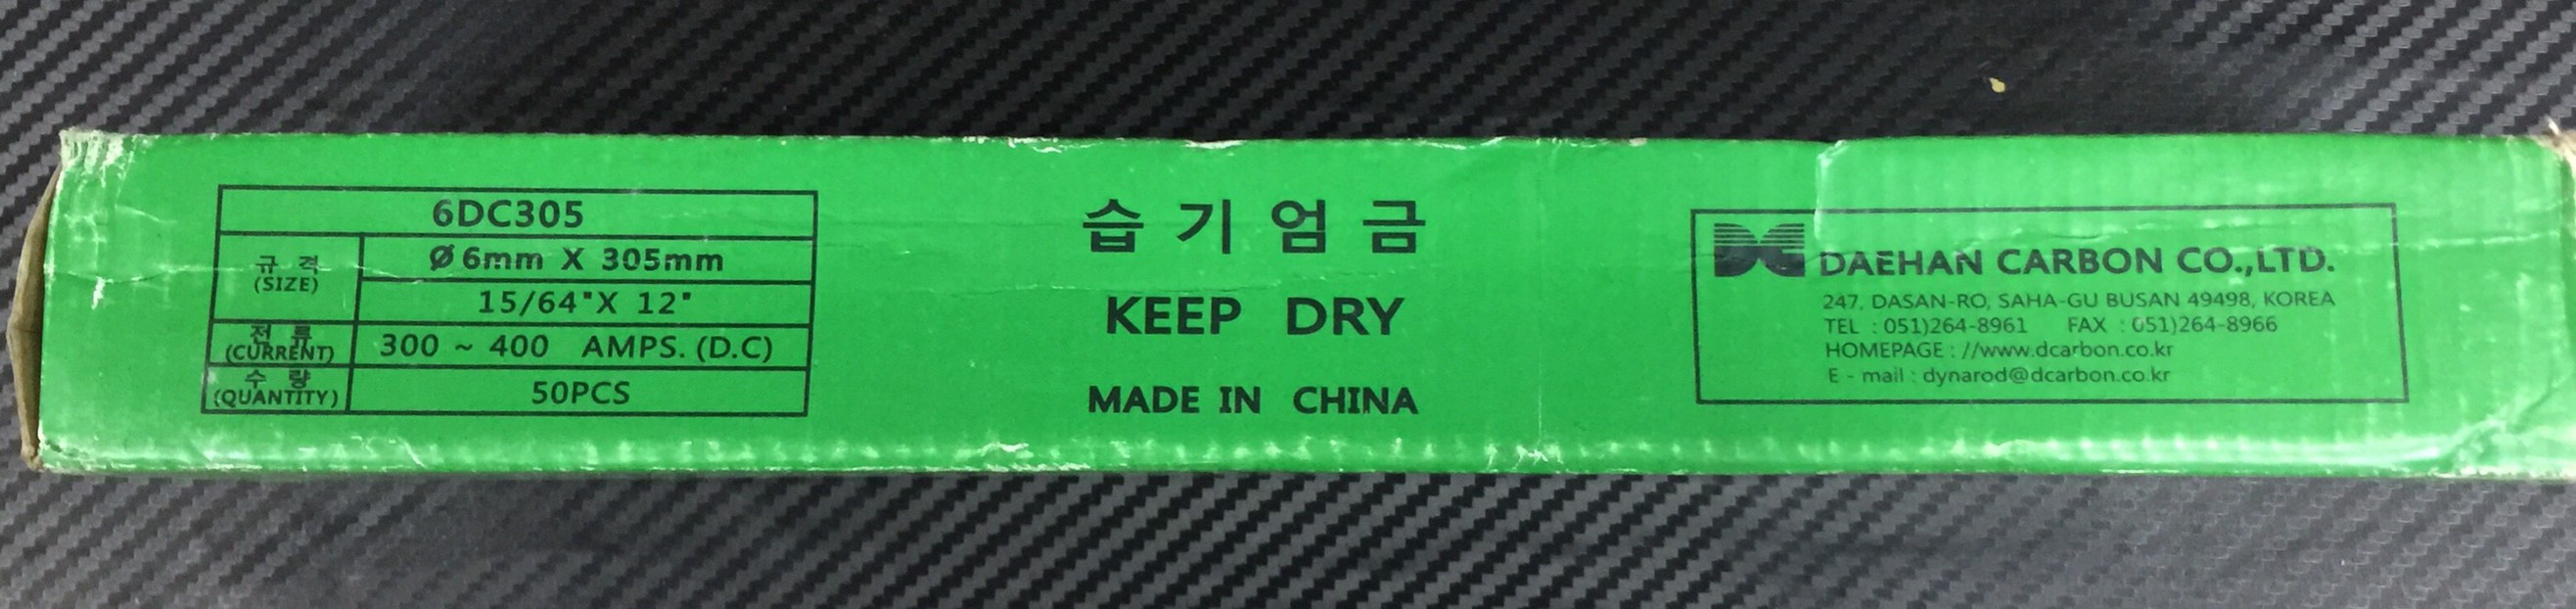 6DC305
규 격
(SIZE)
Ø 6mm X 305mm
15/64"X 12"
전 류
(CURRENT)
300 ~ 400 AMPS. (D.C)
수 량
(QUANTITY)
50PCS
습기엄금
KEEP DRY
MADE IN CHINA
DAEHAN CARBON CO.,LTD.
247, DASAN-RO, SAHA-GU BUSAN 49498, KOREA
TEL : 051)264-8961 FAX : 051)264-8966
HOMEPAGE : //www.dcarbon.co.kr
E - mail : dynarod@dcarbon.co.kr